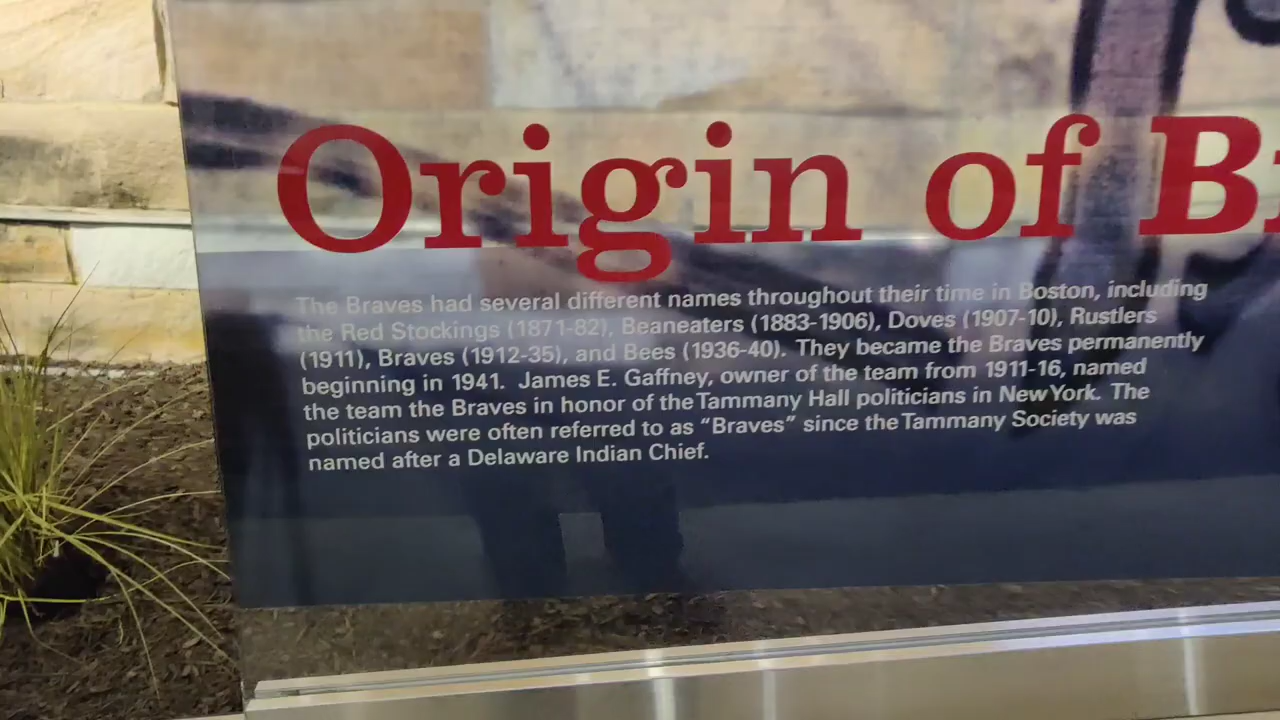 Origin of B
The Braves had several different names throughout their time in Boston, including
the Red Stockings (1871-82), Beaneaters (1883-1906), Doves (1907-10), Rustlers
(1911), Braves (1912-35), and Bees (1936-40). They became the Braves permanently
beginning in 1941. James E. Gaffney, owner of the team from 1911-16, named
the team the Braves in honor of the Tammany Hall politicians in New York. The
politicians were often referred to as “Braves” since the Tammany Society was
named after a Delaware Indian Chief.